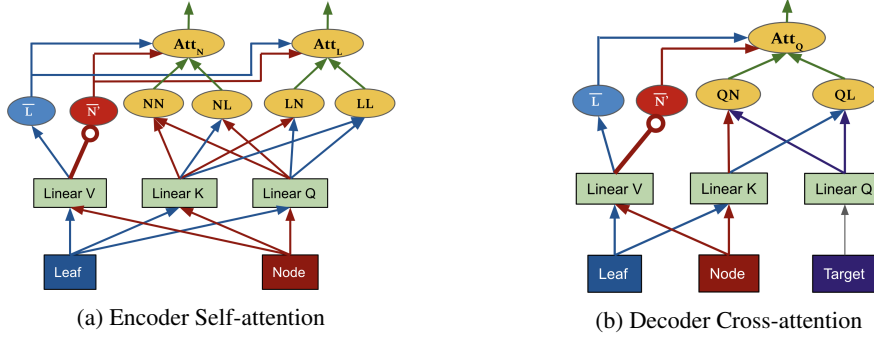 Att_N Att_L
L̅ N̅' NN NL LN LL
Linear V Linear K Linear Q
Leaf Node
(a) Encoder Self-attention
Att_Q
L̅ N̅' QN QL
Linear V Linear K Linear Q
Leaf Node Target
(b) Decoder Cross-attention